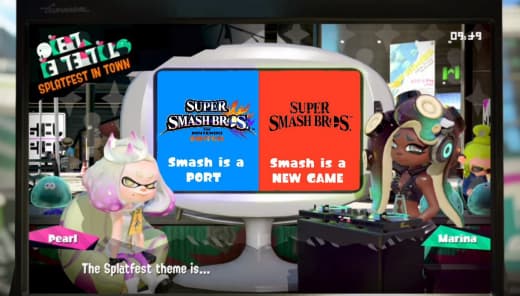 SPLATFEST IN TOWN
09:39
SUPER
SMASH BROS.
Smash is a
PORT
SUPER
SMASH BROS.
Smash is a
NEW GAME
Pearl
Marina
The Splatfest theme is...